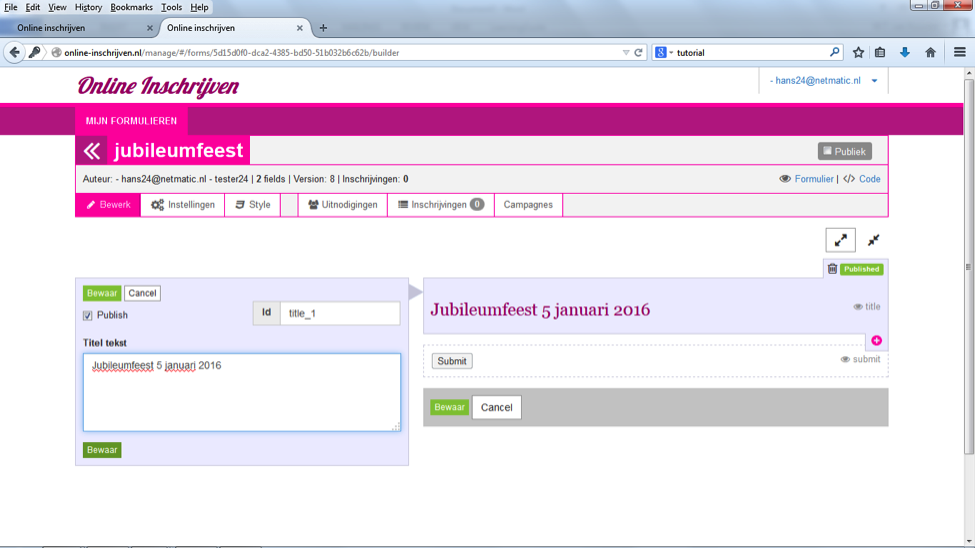 File Edit View History Bookmarks Tools Help
Online inschrijven × Online inschrijven × +
online-inschrijven.nl/manage/#/forms/5d15d0f0-dca2-4385-bd50-51b032b6c62b/builder
tutorial
Online Inschrijven
- hans24@netmatic.nl
MIJN FORMULIEREN
jubileumfeest
Publiek
Auteur: - hans24@netmatic.nl - tester24 | 2 fields | Version: 8 | Inschrijvingen: 0
Formulier | </> Code
Bewerk Instellingen Style Uitnodigingen Inschrijvingen 0 Campagnes
Published
Bewaar Cancel
Publish
Id title_1
Titel tekst
Jubileumfeest 5 januari 2016
Bewaar
Jubileumfeest 5 januari 2016
title
Submit
submit
Bewaar Cancel